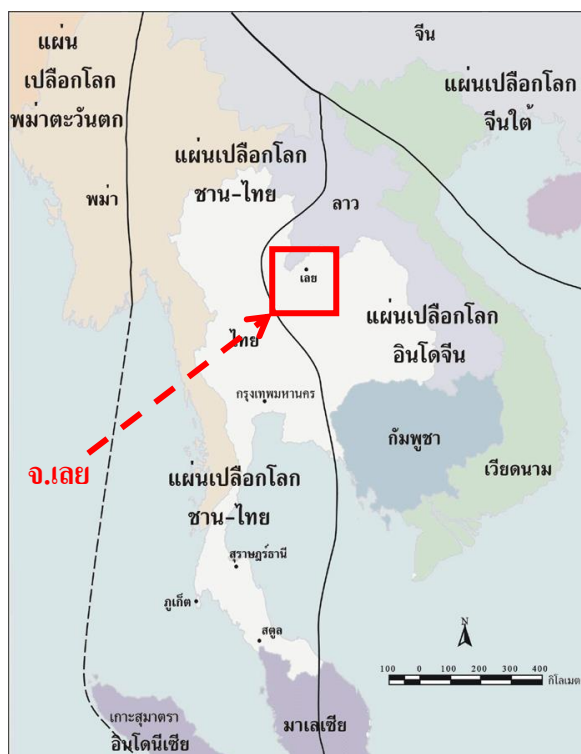 แผ่น
เปลือกโลก
พม่าตะวันตก
จีน
แผ่นเปลือกโลก
จีนใต้
แผ่นเปลือกโลก
ชาน-ไทย
พม่า
ลาว
เลย
แผ่นเปลือกโลก
อินโดจีน
ไทย
กรุงเทพมหานคร
กัมพูชา
เวียดนาม
จ.เลย
แผ่นเปลือกโลก
ชาน-ไทย
สุราษฎร์ธานี
ภูเก็ต
สตูล
N
100 0 100 200 300 400
กิโลเมต
เกาะสุมาตรา
อินโดนีเซีย
มาเลเซีย